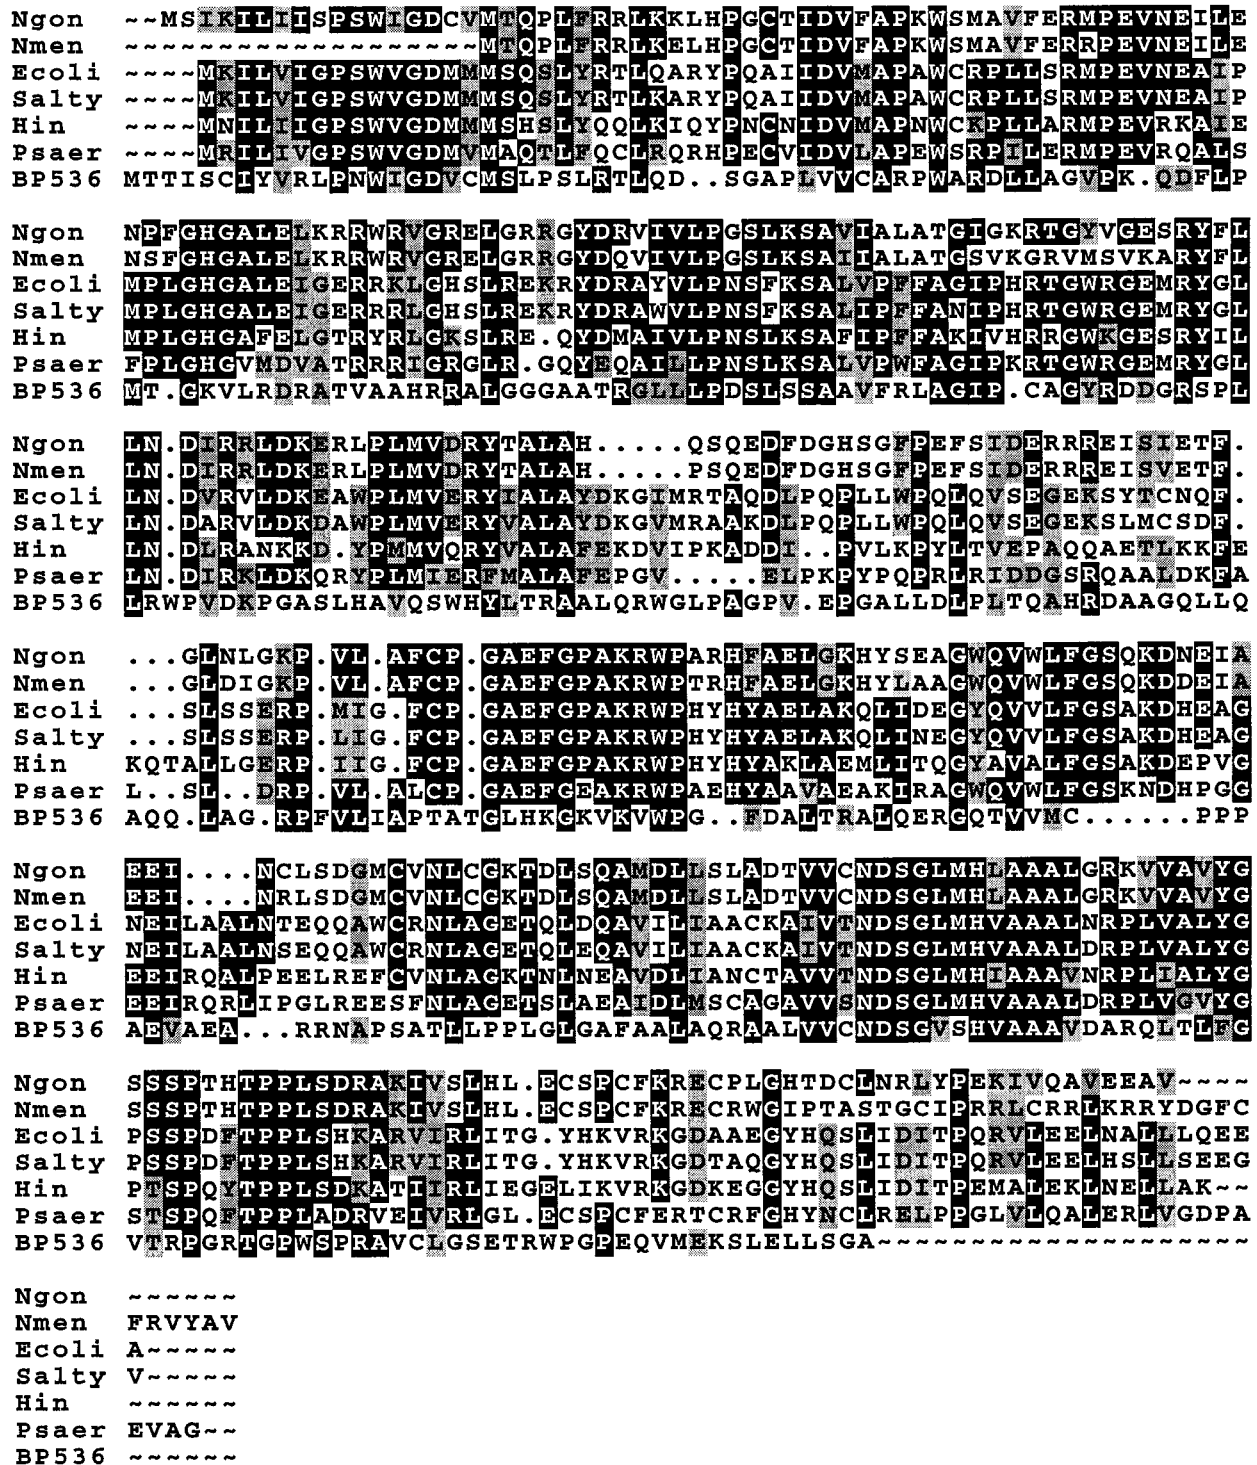 Ngon ~~MSIKILIISPSWIGDCVMTQPLFRRLKKLHPGCTIDVFAPKWSMAVFERMPEVNEILE
Nmen ~~~~~~~~~~~~~~~~~~~MTQPLFRRLKELHPGCTIDVFAPKWSMAVFERRPEVNEILE
Ecoli ~~~~MKILVIGPSWVGDMMMSQSLYRTLQARYPQAIIDVMAPAWCRPLLSRMPEVNEAIP
Salty ~~~~MKILVIGPSWVGDMMMSQSLYRTLKARYPQAIIDVMAPAWCRPLLSRMPEVNEAIP
Hin ~~~~MNILIIGPSWVGDMMMSHSLYQQLKIQYPNCNIDVMAPNWCKPLLARMPEVRKAIE
Psaer ~~~~MRILIVGPSWVGDMVMAQTLFQCLRQRHPECVIDVLAPEWSRPILERMPEVRQALS
BP536 MTTISCIYVRLPNWIGDVCMSLPSLRTLQD..SGAPLVVCARPWARDLLAGVPK.QDFLP
Ngon NPFGHGALELKRRWRVGRELGRRGYDRVIVLPGSLKSAVIALATGIGKRTGYVGESRYFL
Nmen NSFGHGALELKRRWRVGRELGRRGYDQVIVLPGSLKSAIIALATGSVKGRVMSVKARYFL
Ecoli MPLGHGALEIGERRKLGHSLREKRYDRAYVLPNSFKSALVPFFAGIPHRTGWRGEMRYGL
Salty MPLGHGALEIGERRRLGHSLREKRYDRAWVLPNSFKSALIPFFANIPHRTGWRGEMRYGL
Hin MPLGHGAFELGTRYRLGKSLRE.QYDMAIVLPNSLKSAFIPFFAKIVHRRGWKGESRYIL
Psaer FPLGHGVMDVATRRRIGRGLR.GQYEQAILLPNSLKSALVPWFAGIPKRTGWRGEMRYGL
BP536 MT.GKVLRDRATVAAHRRALGGGAATRGLLLPDSLSSAAVFRLAGIP.CAGYRDDGRSPL
Ngon LN.DIRRLDKERLPLMVDRYTALAH.....QSQEDFDGHSGFPEFSIDERRREISIETF.
Nmen LN.DIRRLDKERLPLMVDRYTALAH.....PSQEDFDGHSGFPEFSIDERRREISVETF.
Ecoli LN.DVRVLDKEAWPLMVERYIALAYDKGIMRTAQDLPQPLLWPQLQVSEGEKSYTCNQF.
Salty LN.DARVLDKDAWPLMVERYVALAYDKGVMRAAKDLPQPLLWPQLQVSEGEKSLMCSDF.
Hin LN.DLRANKKD.YPMMVQRYVALAFEKDVIPKADDI..PVLKPYLTVEPAQQAETLKKFE
Psaer LN.DIRKLDKQRYPLMIERFMALAFEPGV.....ELPKPYPQPRLRIDDGSRQAALDKFA
BP536 LRWPVDKPGASLHAVQSWHYLTRAALQRWGLPAGPV.EPGALLDLPLTQAHRDAAGQLLQ
Ngon ...GLNLGKP.VL.AFCP.GAEFGPAKRWPARHFAELGKHYSEAGWQVWLFGSQKDNEIA
Nmen ...GLDIGKP.VL.AFCP.GAEFGPAKRWPTRHFAELGKHYLAAGWQVWLFGSQKDDEIA
Ecoli ...SLSSERP.MIG.FCP.GAEFGPAKRWPHYHYAELAKQLIDEGYQVVLFGSAKDHEAG
Salty ...SLSSERP.LIG.FCP.GAEFGPAKRWPHYHYAELAKQLINEGYQVVLFGSAKDHEAG
Hin KQTALLGERP.IIG.FCP.GAEFGPAKRWPHYHYAKLAEMLITQGYAVALFGSAKDEPVG
Psaer L..SL..DRP.VL.ALCP.GAEFGEAKRWPAEHYAAVAEAKIRAGWQVWLFGSKNDHPGG
BP536 AQQ.LAG.RPFVLIAPTATGLHKGKVKVWPG..FDALTRALQERGQTVVMC......PPP
Ngon EEI....NCLSDGMCVNLCGKTDLSQAMDLLSLADTVVCNDSGLMHLAAALGRKVVAVYG
Nmen EEI....NRLSDGMCVNLCGKTDLSQAMDLLSLADTVVCNDSGLMHLAAALGRKVVAVYG
Ecoli NEILAALNTEQQAWCRNLAGETQLDQAVILIAACKAIVTNDSGLMHVAAALNRPLVALYG
Salty NEILAALNSEQQAWCRNLAGETQLEQAVILIAACKAIVTNDSGLMHVAAALDRPLVALYG
Hin EEIRQALPEELREFCVNLAGKTNLNEAVDLIANCTAVVTNDSGLMHIAAAVNRPLIALYG
Psaer EEIRQRLIPGLREESFNLAGETSLAEAIDLMSCAGAVVSNDSGLMHVAAALDRPLVGVYG
BP536 AEVAEA...RRNAPSATLLPPLGLGAFAALAQRAALVVCNDSGVSHVAAAVDARQLTLFG
Ngon SSSPTHTPPLSDRAKIVSLHL.ECSPCFKRECPLGHTDCLNRLYPEKIVQAVEEAV~~~~
Nmen SSSPTHTPPLSDRAKIVSLHL.ECSPCFKRECRWGIPTASTGCIPRRLCRRLKRRYDGFC
Ecoli PSSPDFTPPLSHKARVIRLITG.YHKVRKGDAAEGYHQSLIDITPQRVLEELNALLLQEE
Salty PSSPDFTPPLSHKARVIRLITG.YHKVRKGDTAQGYHQSLIDITPQRVLEELHSLLSEEG
Hin PTSPQYTPPLSDKATIIRLIEGELIKVRKGDKEGGYHQSLIDITPEMALEKLNELLAK~~
Psaer STSPQFTPPLADRVEIVRLGL.ECSPCFERTCRFGHYNCLRELPPGLVLQALERLVGDPA
BP536 VTRPGRTGPWSPRAVCLGSETRWPGPEQVMEKSLELLSGA~~~~~~~~~~~~~~~~~~~~
Ngon ~~~~~~
Nmen FRVYAV
Ecoli A~~~~~
Salty V~~~~~
Hin ~~~~~~
Psaer EVAG~~
BP536 ~~~~~~